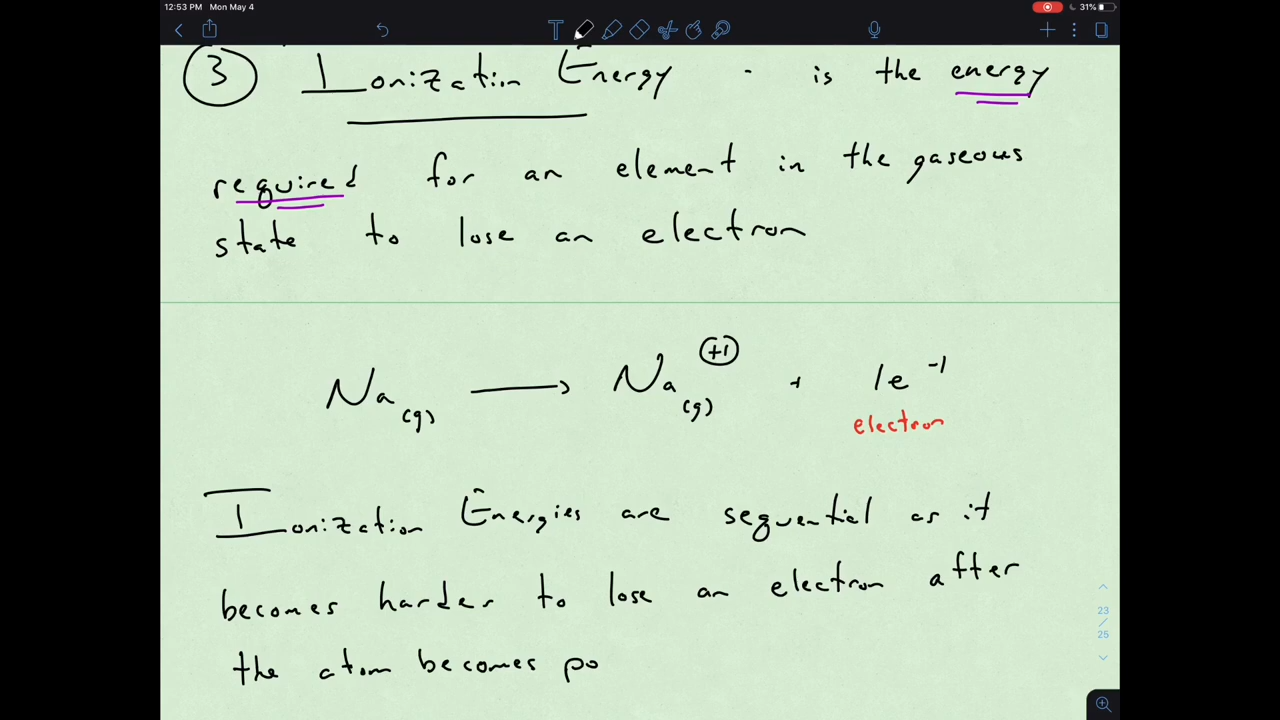 12:53 PM Mon May 4
31%
3 Ionization Energy - is the energy
required for an element in the gaseous
state to lose an electron
Na(g) → Na(g) +1 + 1e -1
electron
Ionization Energies are sequential as it
becomes harder to lose an electron after
the atom becomes po
23
/
25